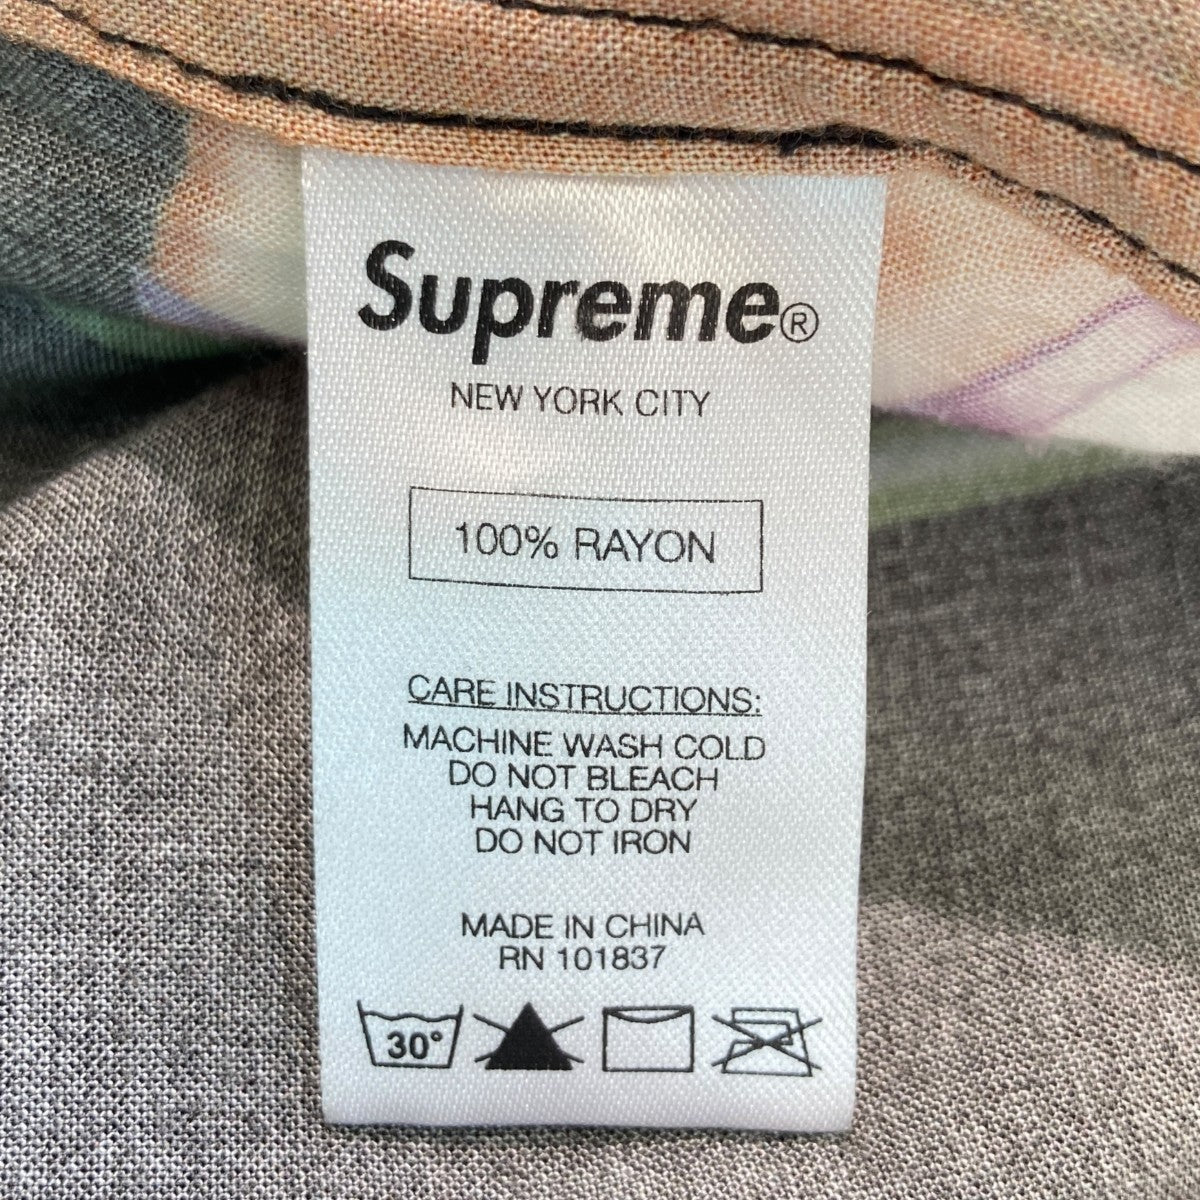 Supreme®
NEW YORK CITY
100% RAYON
CARE INSTRUCTIONS:
MACHINE WASH COLD
DO NOT BLEACH
HANG TO DRY
DO NOT IRON
MADE IN CHINA
RN 101837
30°